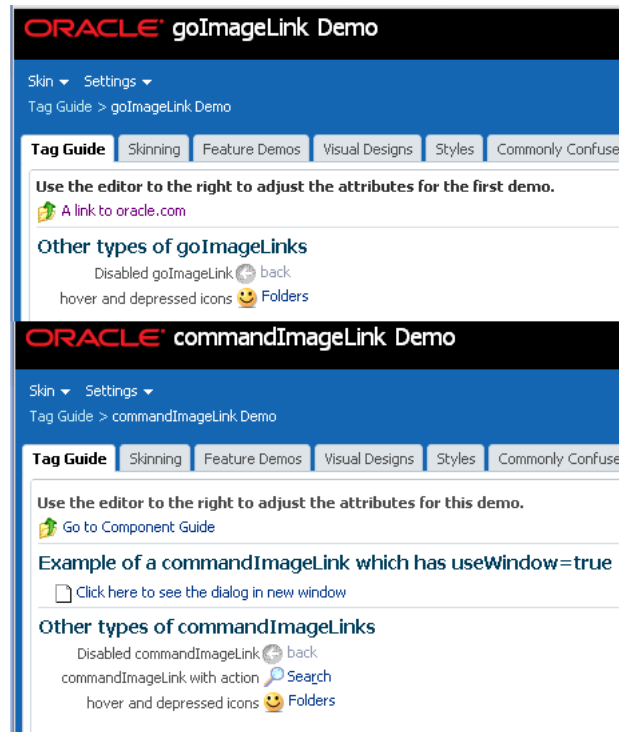 ORACLE goImageLink Demo
Skin Settings
Tag Guide > goImageLink Demo
Tag Guide Skinning Feature Demos Visual Designs Styles Commonly Confuse
Use the editor to the right to adjust the attributes for the first demo.
A link to oracle.com
Other types of goImageLinks
Disabled goImageLink back
hover and depressed icons Folders
ORACLE commandImageLink Demo
Skin Settings
Tag Guide > commandImageLink Demo
Tag Guide Skinning Feature Demos Visual Designs Styles Commonly Confuse
Use the editor to the right to adjust the attributes for this demo.
Go to Component Guide
Example of a commandImageLink which has useWindow=true
Click here to see the dialog in new window
Other types of commandImageLinks
Disabled commandImageLink back
commandImageLink with action Search
hover and depressed icons Folders